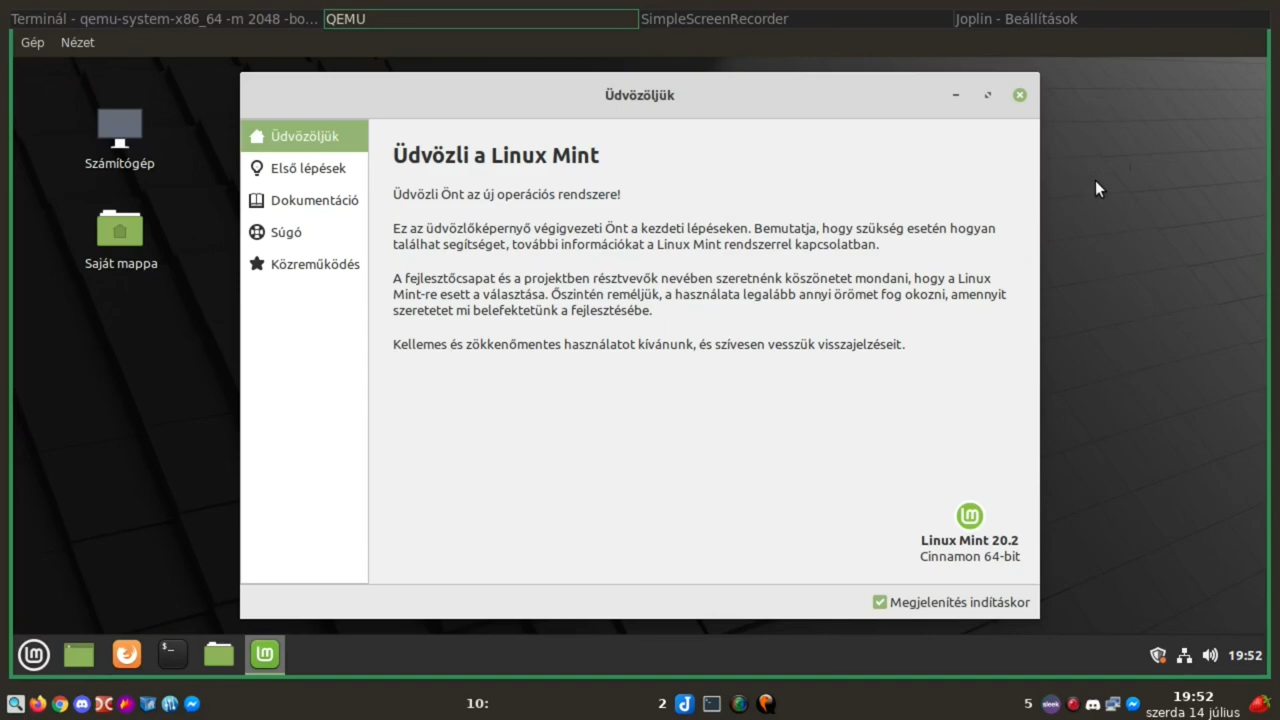 Terminál - qemu-system-x86_64 -m 2048 -bo...
QEMU
SimpleScreenRecorder
Joplin - Beállítások
Gép
Nézet
Üdvözöljük
Számítógép
Saját mappa
Üdvözöljük
Első lépések
Dokumentáció
Súgó
Közreműködés
Üdvözli a Linux Mint
Üdvözli Önt az új operációs rendszere!
Ez az üdvözlőképernyő végigvezeti Önt a kezdeti lépéseken. Bemutatja, hogy szükség esetén hogyan
találhat segítséget, további információkat a Linux Mint rendszerrel kapcsolatban.
A fejlesztőcsapat és a projektben résztvevők nevében szeretnénk köszönetet mondani, hogy a Linux
Mint-re esett a választása. Őszintén reméljük, a használata legalább annyi örömet fog okozni, amennyit
szeretetet mi belefektetünk a fejlesztésébe.
Kellemes és zökkenőmentes használatot kívánunk, és szívesen vesszük visszajelzéseit.
Linux Mint 20.2
Cinnamon 64-bit
Megjelenítés indításkor
19:52
10:
2
5
sleek
19:52
szerda 14 július